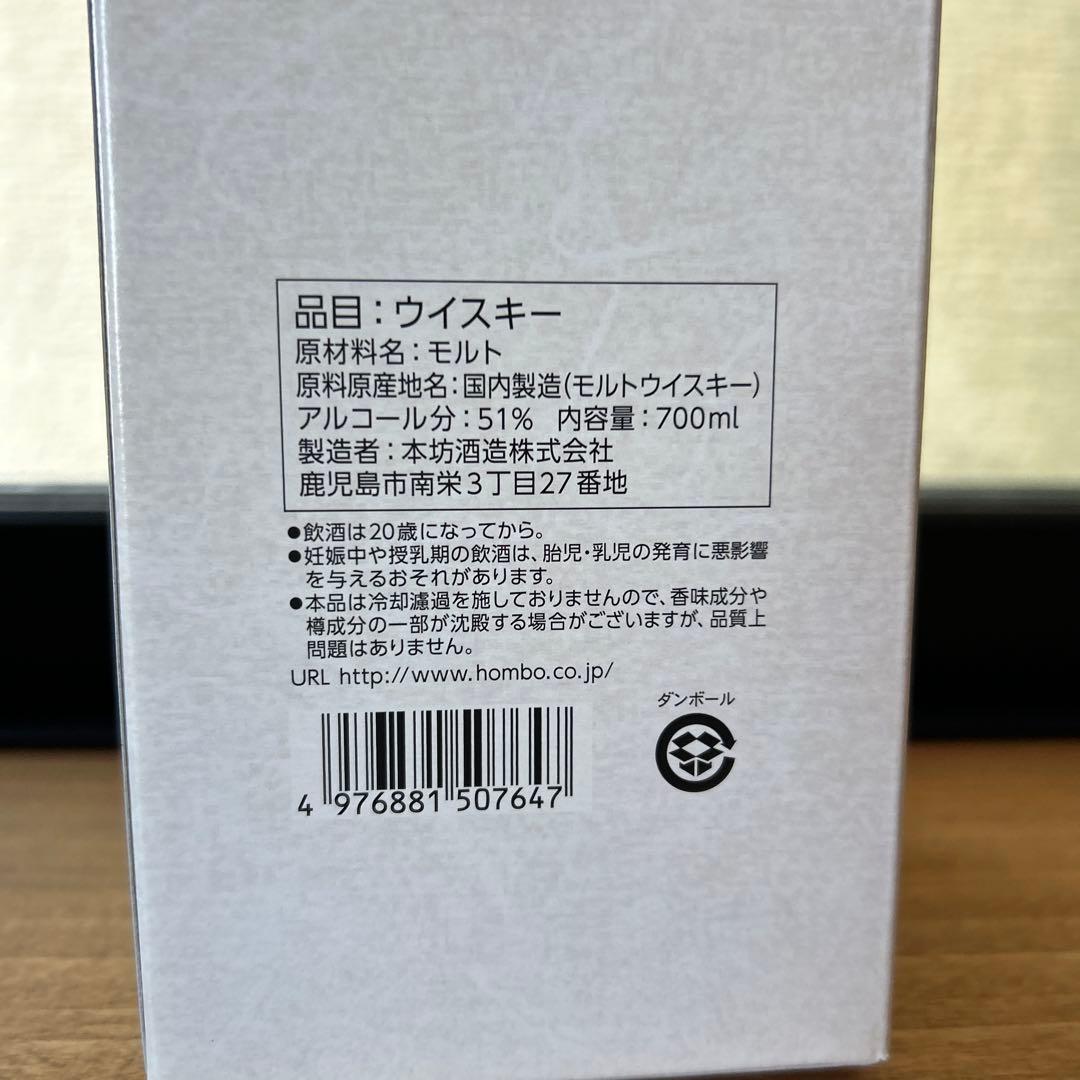 品目：ウイスキー
原材料名：モルト
原料原産地名：国内製造(モルトウイスキー)
アルコール分：51%　内容量：700ml
製造者：本坊酒造株式会社
鹿児島市南栄3丁目27番地
●飲酒は20歳になってから。
●妊娠中や授乳期の飲酒は、胎児・乳児の発育に悪影響
を与えるおそれがあります。
●本品は冷却濾過を施しておりませんので、香味成分や
樽成分の一部が沈殿する場合がございますが、品質上
問題はありません。
URL http://www.hombo.co.jp/
ダンボール
4 976881 507647